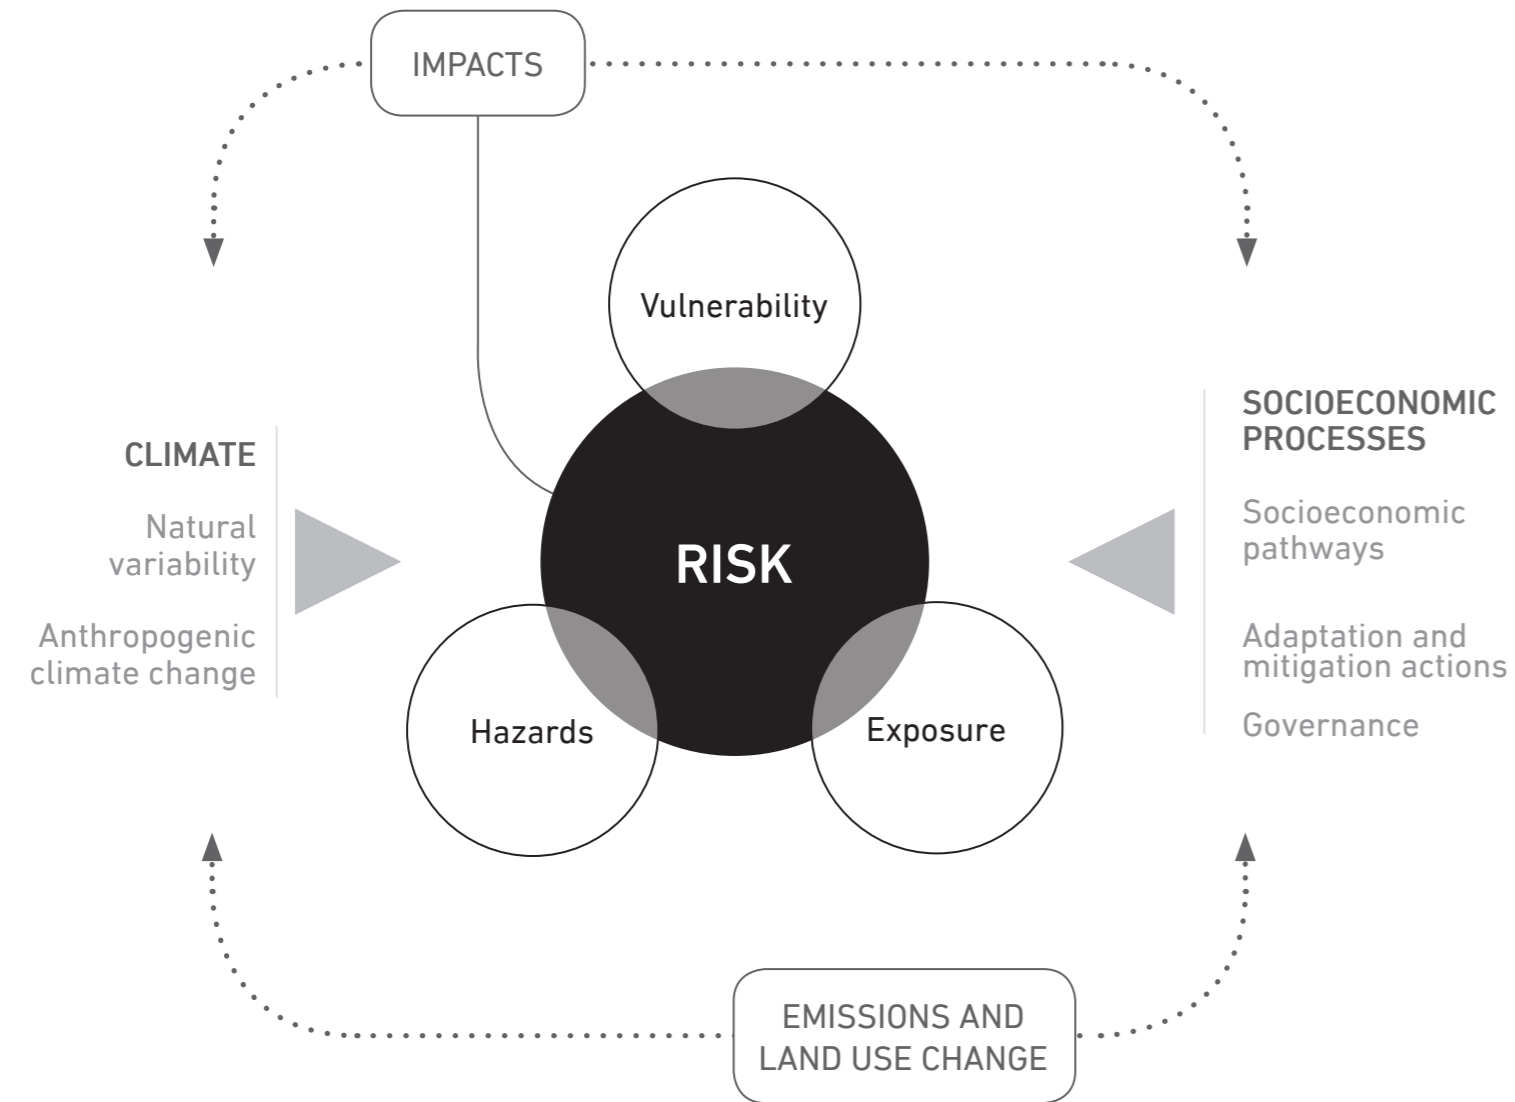 IMPACTS
Vulnerability
CLIMATE
Natural
variability
Anthropogenic
climate change
RISK
Hazards
Exposure
SOCIOECONOMIC
PROCESSES
Socioeconomic
pathways
Adaptation and
mitigation actions
Governance
EMISSIONS AND
LAND USE CHANGE